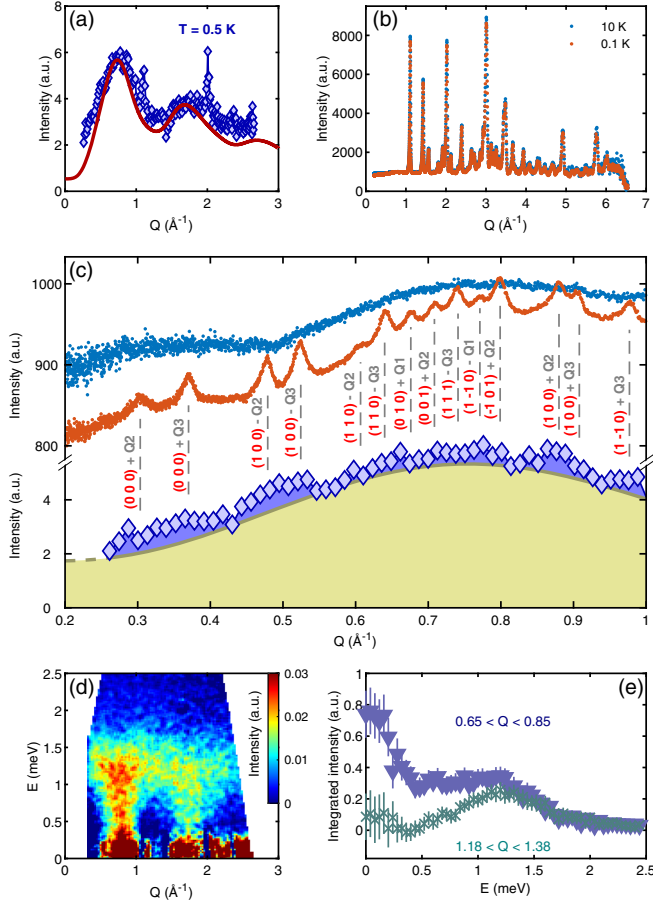 (a)
T = 0.5 K
Intensity (a.u.)
8
6
4
2
0
0
1
2
3
Q (Å⁻¹)
(b)
10 K
0.1 K
Intensity (a.u.)
8000
6000
4000
2000
0
0
1
2
3
4
5
6
7
Q (Å⁻¹)
(c)
Intensity (a.u.)
1000
900
800
Intensity (a.u.)
4
2
0
(0 0 0) + Q2
(0 0 0) + Q3
(1 0 0) - Q2
(1 0 0) - Q3
(1 1 0) - Q2
(1 1 0) - Q3
(0 1 0) + Q1
(0 0 1) + Q2
(1 1 1) - Q3
(1 -1 0) - Q1
(-1 0 1) + Q2
(1 0 0) + Q2
(1 0 0) + Q3
(1 -1 0) + Q3
0.2
0.3
0.4
0.5
0.6
0.7
0.8
0.9
1
Q (Å⁻¹)
(d)
E (meV)
2.5
2
1.5
1
0.5
0
0
1
2
Q (Å⁻¹)
0.03
0.02
0.01
0
Intensity (a.u.)
(e)
Integrated intensity (a.u.)
1
0.8
0.6
0.4
0.2
0
0.65 < Q < 0.85
1.18 < Q < 1.38
0
0.5
1
1.5
2
2.5
E (meV)